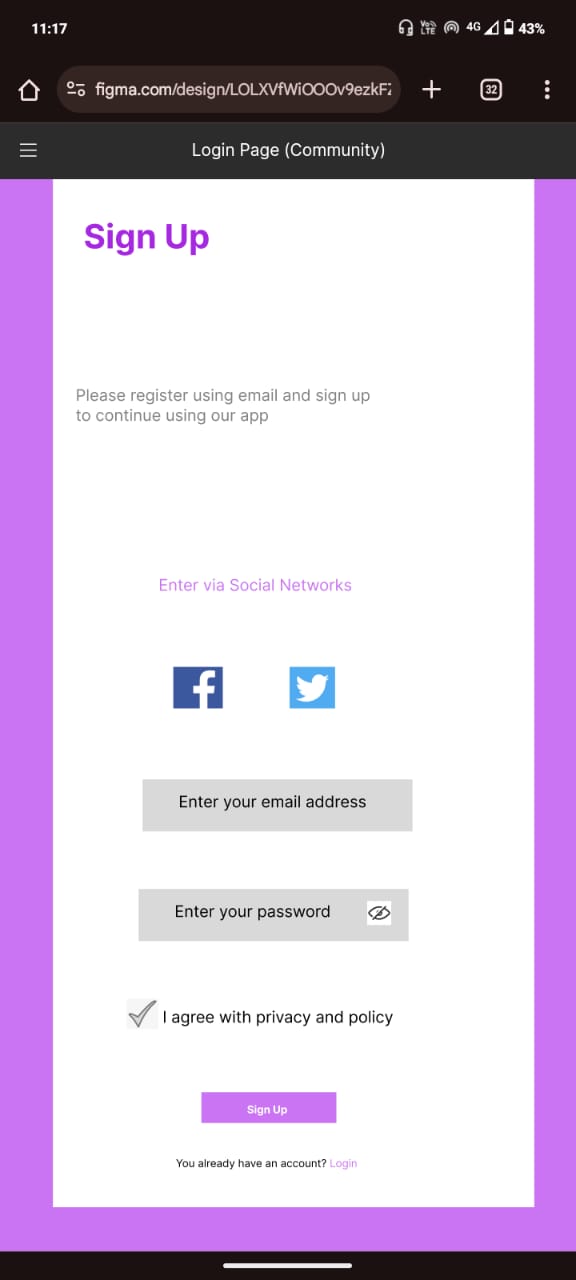 11:17
Vo)) LTE
4G
43%
figma.com/design/LOLXVfWiOOOv9ezkFZ
32
Login Page (Community)
Sign Up
Please register using email and sign up
to continue using our app
Enter via Social Networks
Enter your email address
Enter your password
I agree with privacy and policy
Sign Up
You already have an account? Login